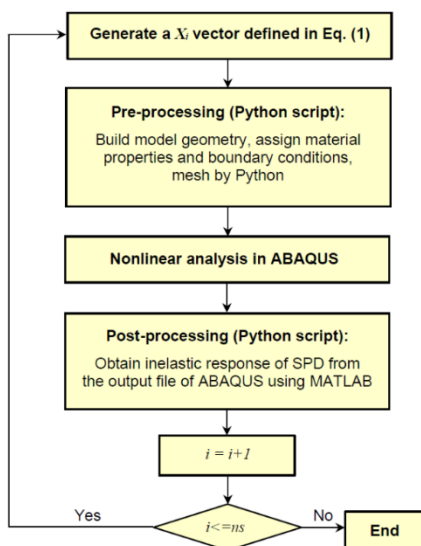 Generate a Xi vector defined in Eq. (1)
Pre-processing (Python script):
Build model geometry, assign material
properties and boundary conditions,
mesh by Python
Nonlinear analysis in ABAQUS
Post-processing (Python script):
Obtain inelastic response of SPD from
the output file of ABAQUS using MATLAB
i = i+1
Yes
i<=ns
No
End